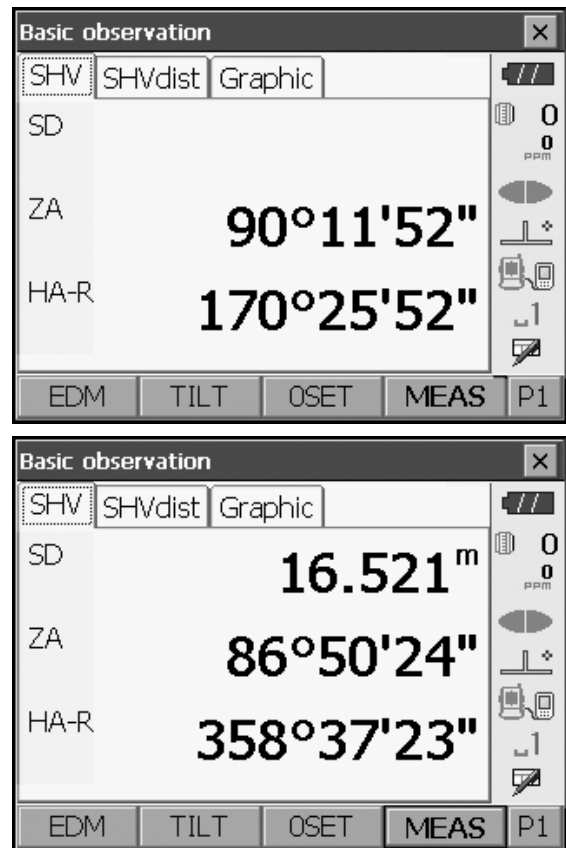 Basic observation
SHV SHVdist Graphic
SD
0
0
PPM
ZA 90°11'52"
HA-R 170°25'52"
1
EDM TILT 0SET MEAS P1
Basic observation
SHV SHVdist Graphic
SD 16.521m
0
0
PPM
ZA 86°50'24"
HA-R 358°37'23"
1
EDM TILT 0SET MEAS P1